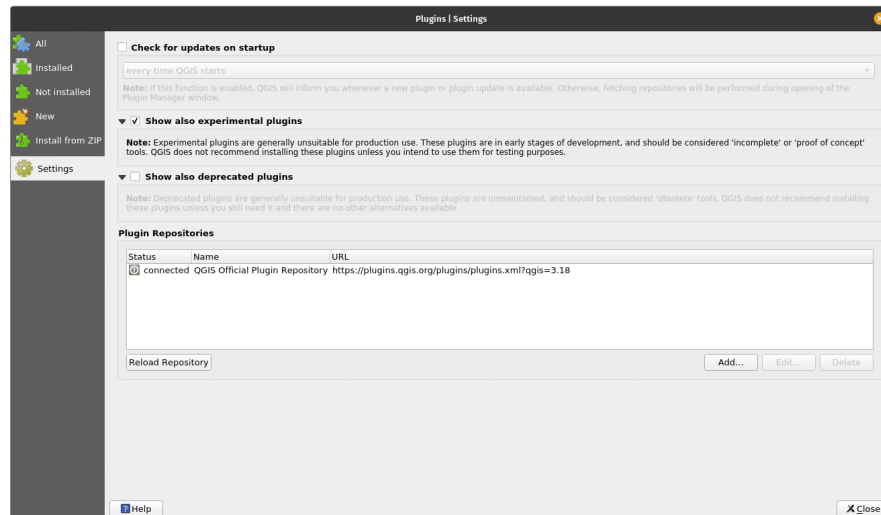 Plugins | Settings
All
Installed
Not installed
New
Install from ZIP
Settings
Check for updates on startup
every time QGIS starts
Note: If this function is enabled, QGIS will inform you whenever a new plugin or plugin update is available. Otherwise, fetching repositories will be performed during opening of the
Plugin Manager window.
Show also experimental plugins
Note: Experimental plugins are generally unsuitable for production use. These plugins are in early stages of development, and should be considered 'incomplete' or 'proof of concept'
tools. QGIS does not recommend installing these plugins unless you intend to use them for testing purposes.
Show also deprecated plugins
Note: Deprecated plugins are generally unsuitable for production use. These plugins are unmaintained, and should be considered 'obsolete' tools. QGIS does not recommend installing
these plugins unless you still need it and there are no other alternatives available.
Plugin Repositories
Status Name URL
connected QGIS Official Plugin Repository https://plugins.qgis.org/plugins/plugins.xml?qgis=3.18
Reload Repository Add... Edit... Delete
Help Close